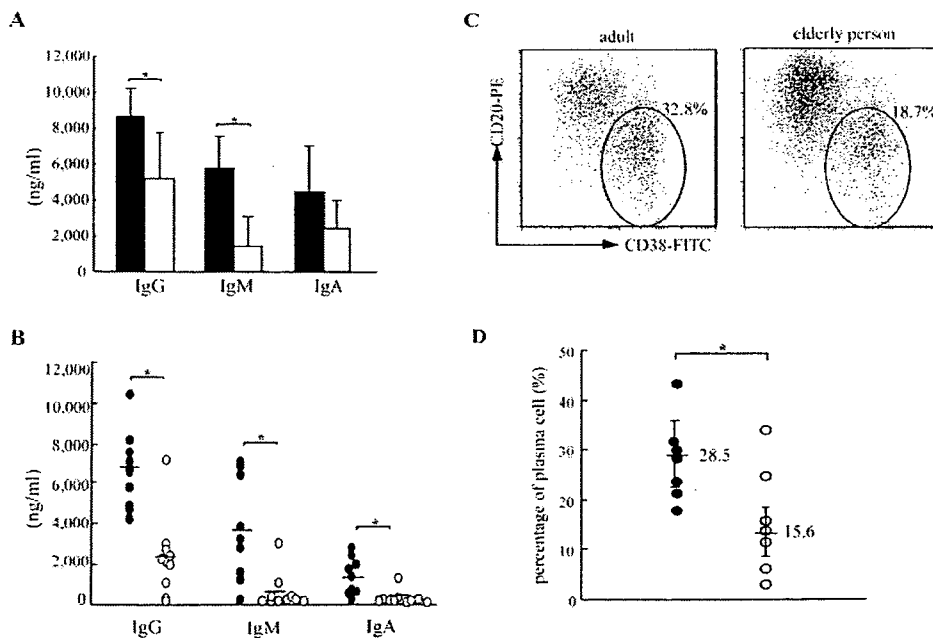 A
12,000
10,000
8,000
6,000
4,000
2,000
0
(ng/ml)
*
*
IgG IgM IgA
B
12,000
10,000
8,000
6,000
4,000
2,000
0
(ng/ml)
*
*
*
IgG IgM IgA
C
adult elderly person
CD20-PE
32.8%
18.7%
CD38-FITC
D
50
40
30
20
10
0
percentage of plasma cell (%)
*
28.5
15.6